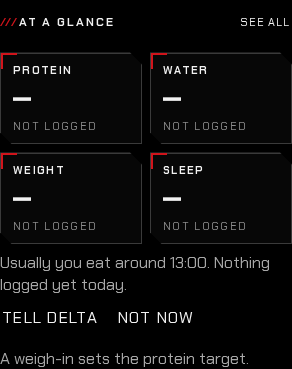 ///AT A GLANCE SEE ALL
PROTEIN WATER
— —
NOT LOGGED NOT LOGGED
WEIGHT SLEEP
— —
NOT LOGGED NOT LOGGED
Usually you eat around 13:00. Nothing
logged yet today.
TELL DELTA NOT NOW
A weigh-in sets the protein target.